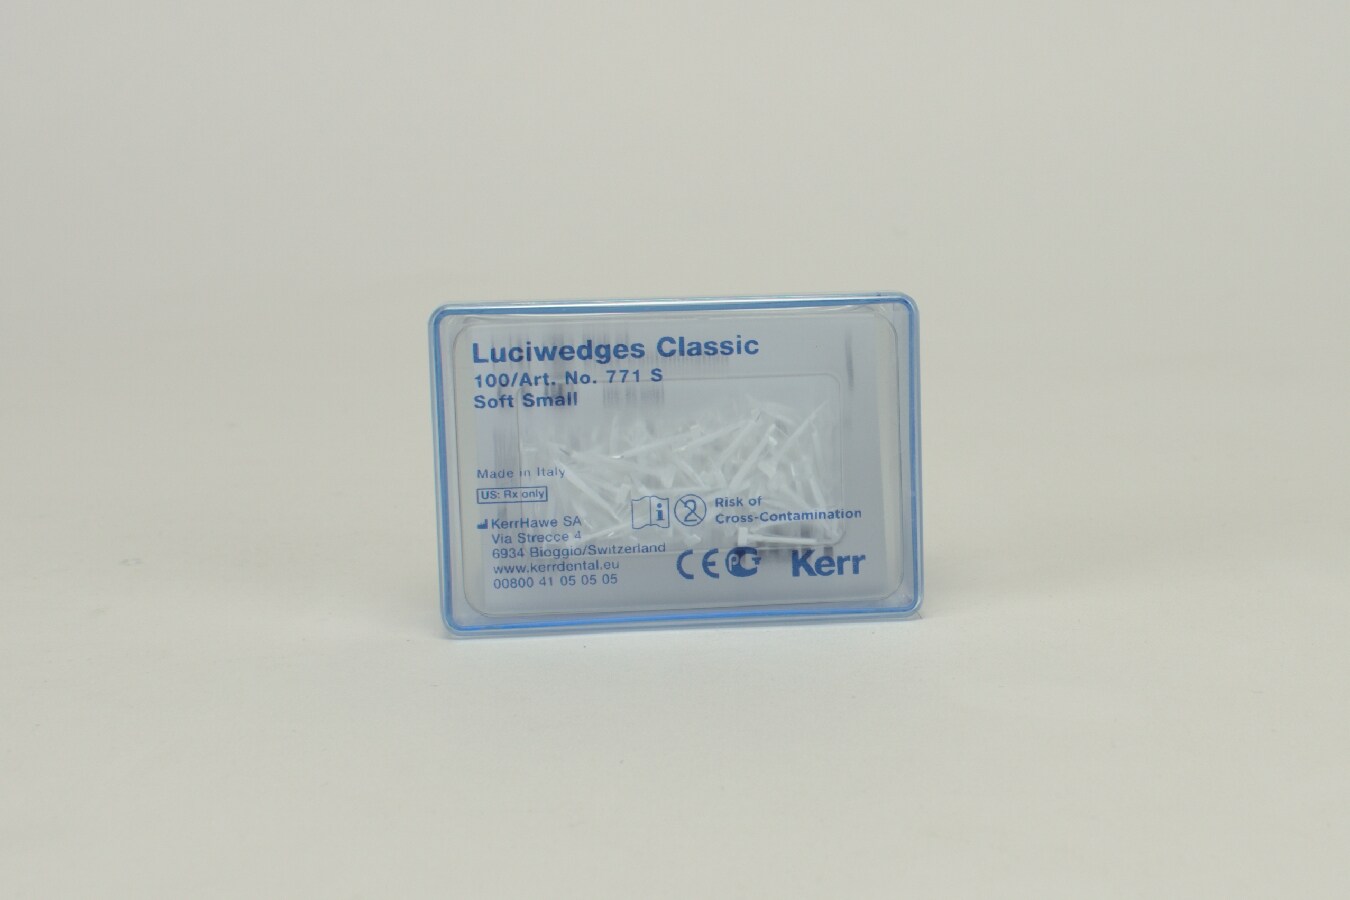 Luciwedges Classic
100/Art. No. 771 S
Soft Small
Made in Italy
US: Rx only
KerrHawe SA
Via Strecce 4
6934 Bioggio/Switzerland
www.kerrdental.eu
00800 41 05 05 05
i 2 Risk of
Cross-Contamination
CE Kerr